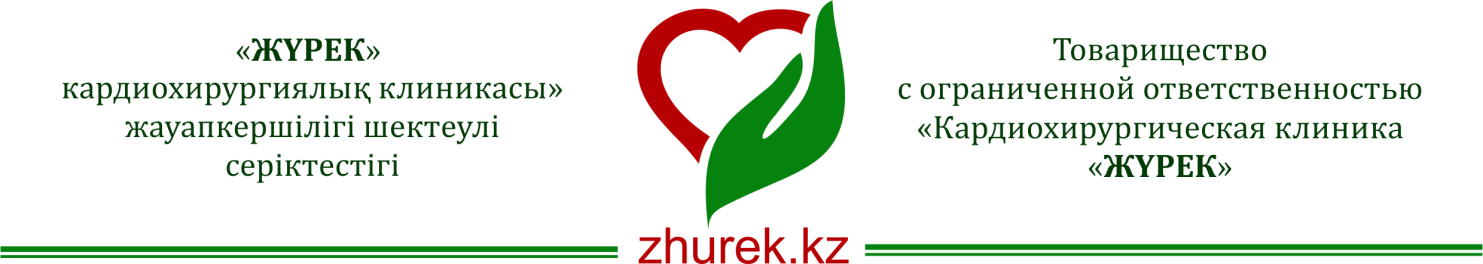 «ЖҮРЕК»
кардиохирургиялық клиникасы»
жауапкершілігі шектеулі
серіктестігі
Товарищество
с ограниченной ответственностью
«Кардиохирургическая клиника
«ЖҮРЕК»
zhurek.kz